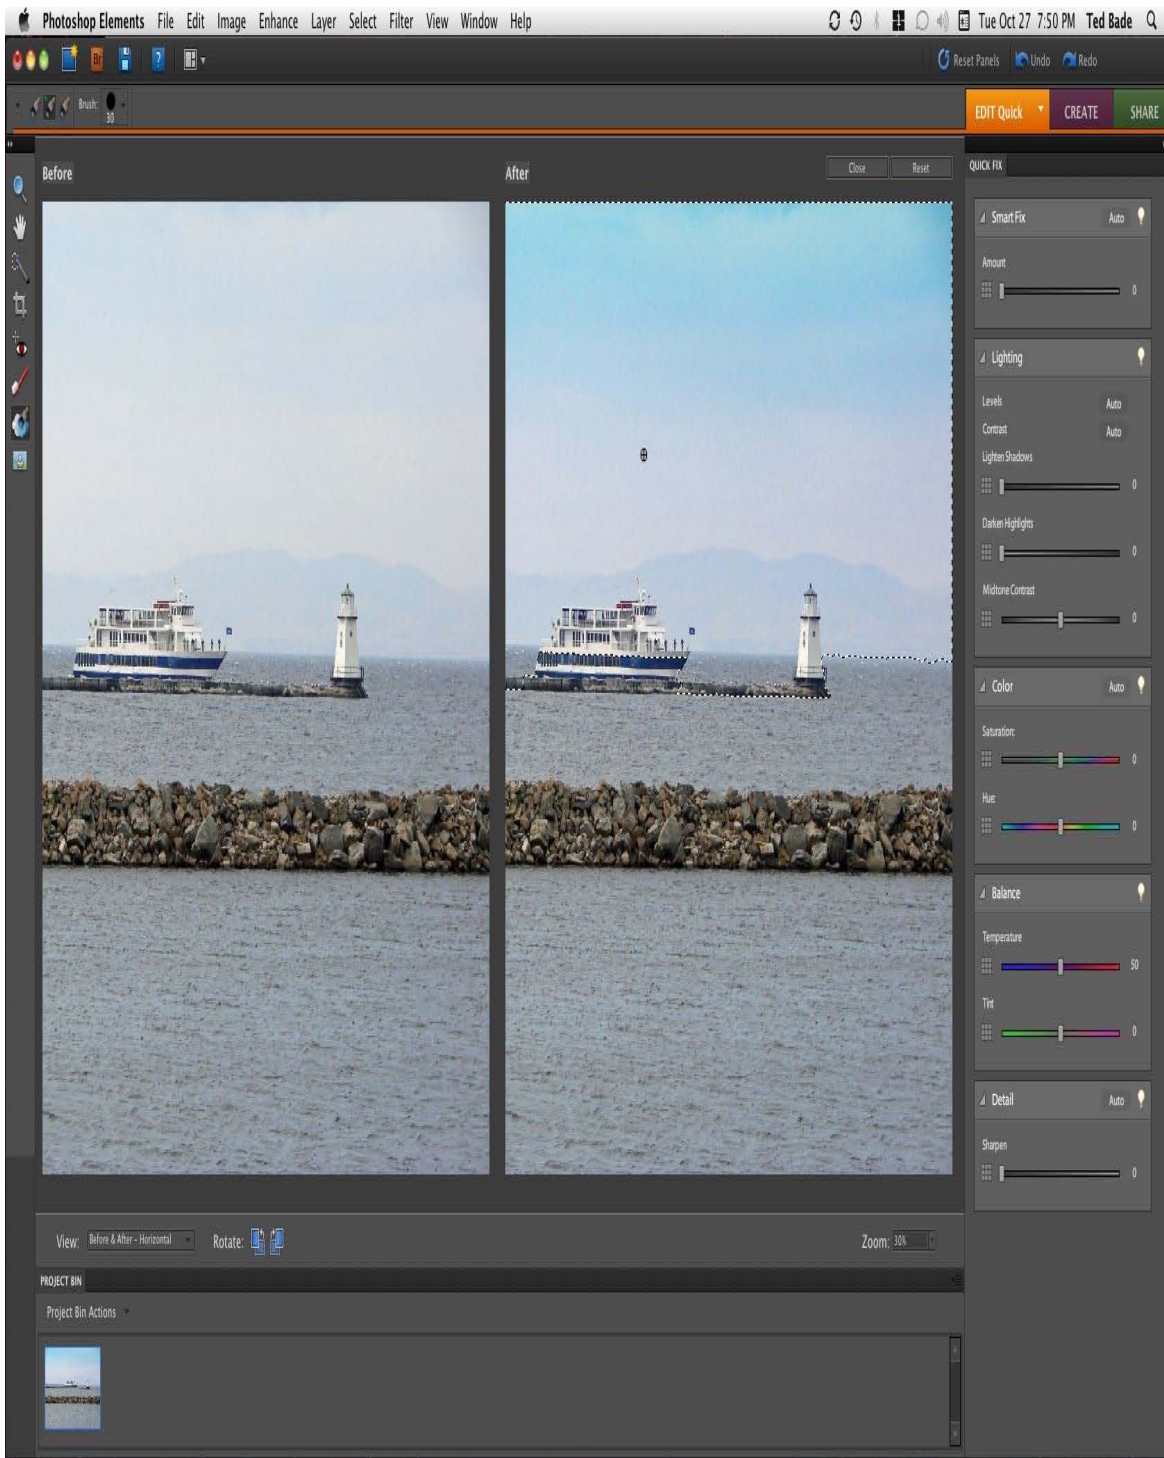 Photoshop Elements File Edit Image Enhance Layer Select Filter View Window Help Tue Oct 27 7:50 PM Ted Bade
Br ? Reset Panels Undo Redo
Brush: 30
EDIT Quick CREATE SHARE
Before After Close Reset QUICK FIX
Smart Fix Auto
Amount
0
Lighting
Levels Auto
Contrast Auto
Lighten Shadows
0
Darken Highlights
0
Midtone Contrast
0
Color Auto
Saturation:
0
Hue:
0
Balance
Temperature
50
Tint
0
Detail Auto
Sharpen
0
View: Before & After - Horizontal Rotate: Zoom: 30%
PROJECT BIN
Project Bin Actions